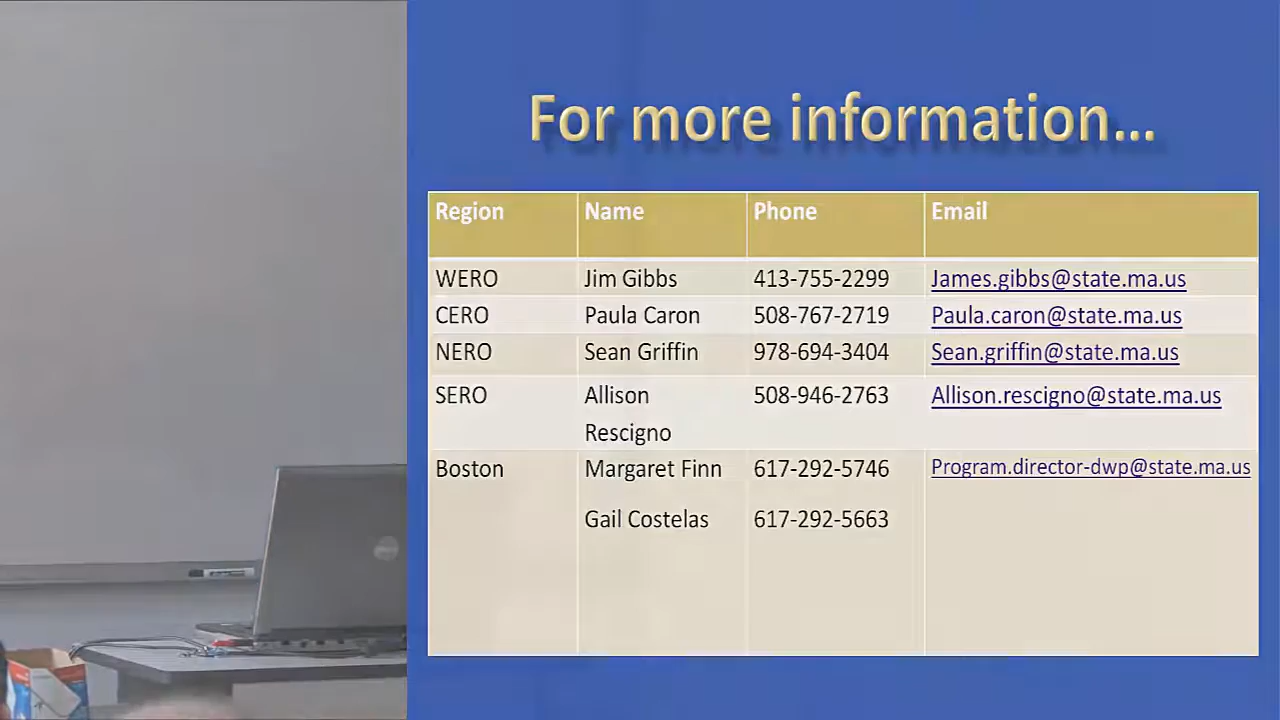 For more information...
Region Name Phone Email
WERO Jim Gibbs 413-755-2299 James.gibbs@state.ma.us
CERO Paula Caron 508-767-2719 Paula.caron@state.ma.us
NERO Sean Griffin 978-694-3404 Sean.griffin@state.ma.us
SERO Allison 508-946-2763 Allison.rescigno@state.ma.us
Rescigno
Boston Margaret Finn 617-292-5746 Program.director-dwp@state.ma.us
Gail Costelas 617-292-5663